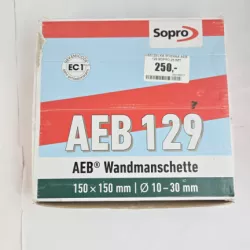 Sopro
EC1
250,-
AEB 129
AEB® Wandmanschette
150 × 150 mm | Ø 10-30 mm